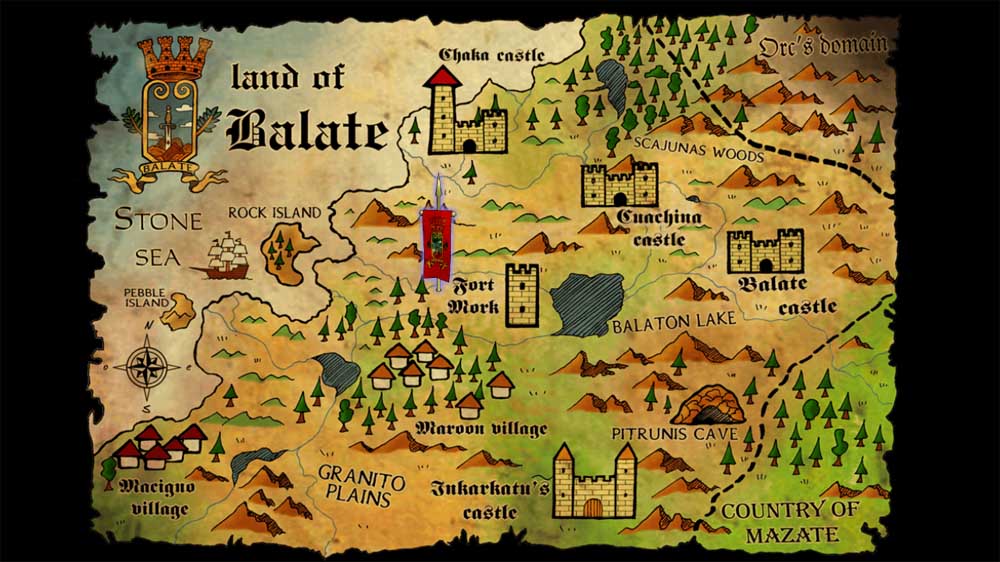 Chaka castle
Orc's domain
land of
Balate
BALATE
SCAJUNAS WOODS
STONE
SEA
ROCK ISLAND
Cuachina
castle
PEBBLE
ISLAND
Fort
Mork
Balate
castle
N
BALATON LAKE
O
E
S
Maroon village
PITRUNIS CAVE
Macigno
village
GRANITO
PLAINS
Inkarkatu's
castle
COUNTRY OF
MAZATE